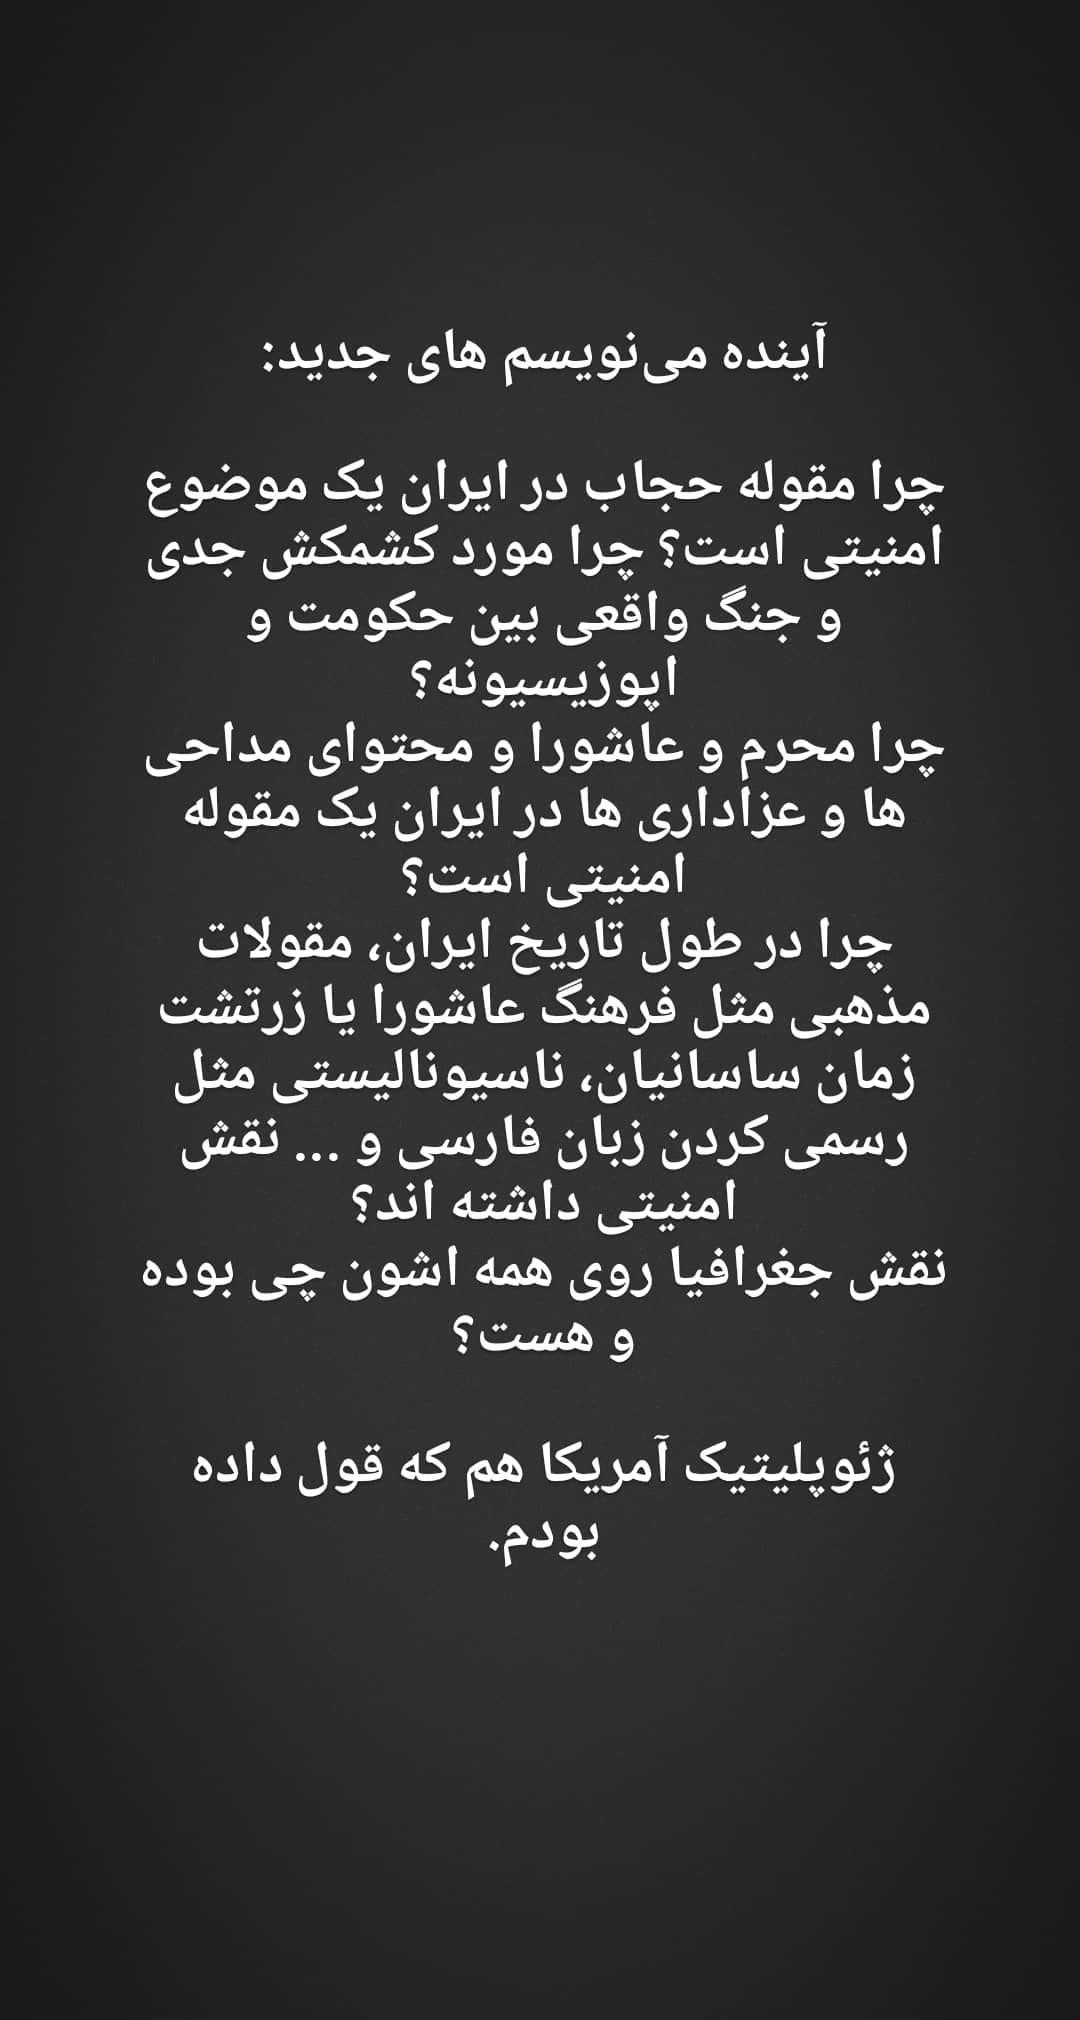 آینده می‌نویسم های جدید:
چرا مقوله حجاب در ایران یک موضوع
امنیتی است؟ چرا مورد کشمکش جدی
و جنگ واقعی بین حکومت و
اپوزیسیونه؟
چرا محرم و عاشورا و محتوای مداحی
ها و عزاداری ها در ایران یک مقوله
امنیتی است؟
چرا در طول تاریخ ایران، مقولات
مذهبی مثل فرهنگ عاشورا یا زرتشت
زمان ساسانیان، ناسیونالیستی مثل
رسمی کردن زبان فارسی و ... نقش
امنیتی داشته اند؟
نقش جغرافیا روی همه اشون چی بوده
و هست؟
ژئوپلیتیک آمریکا هم که قول داده
بودم.